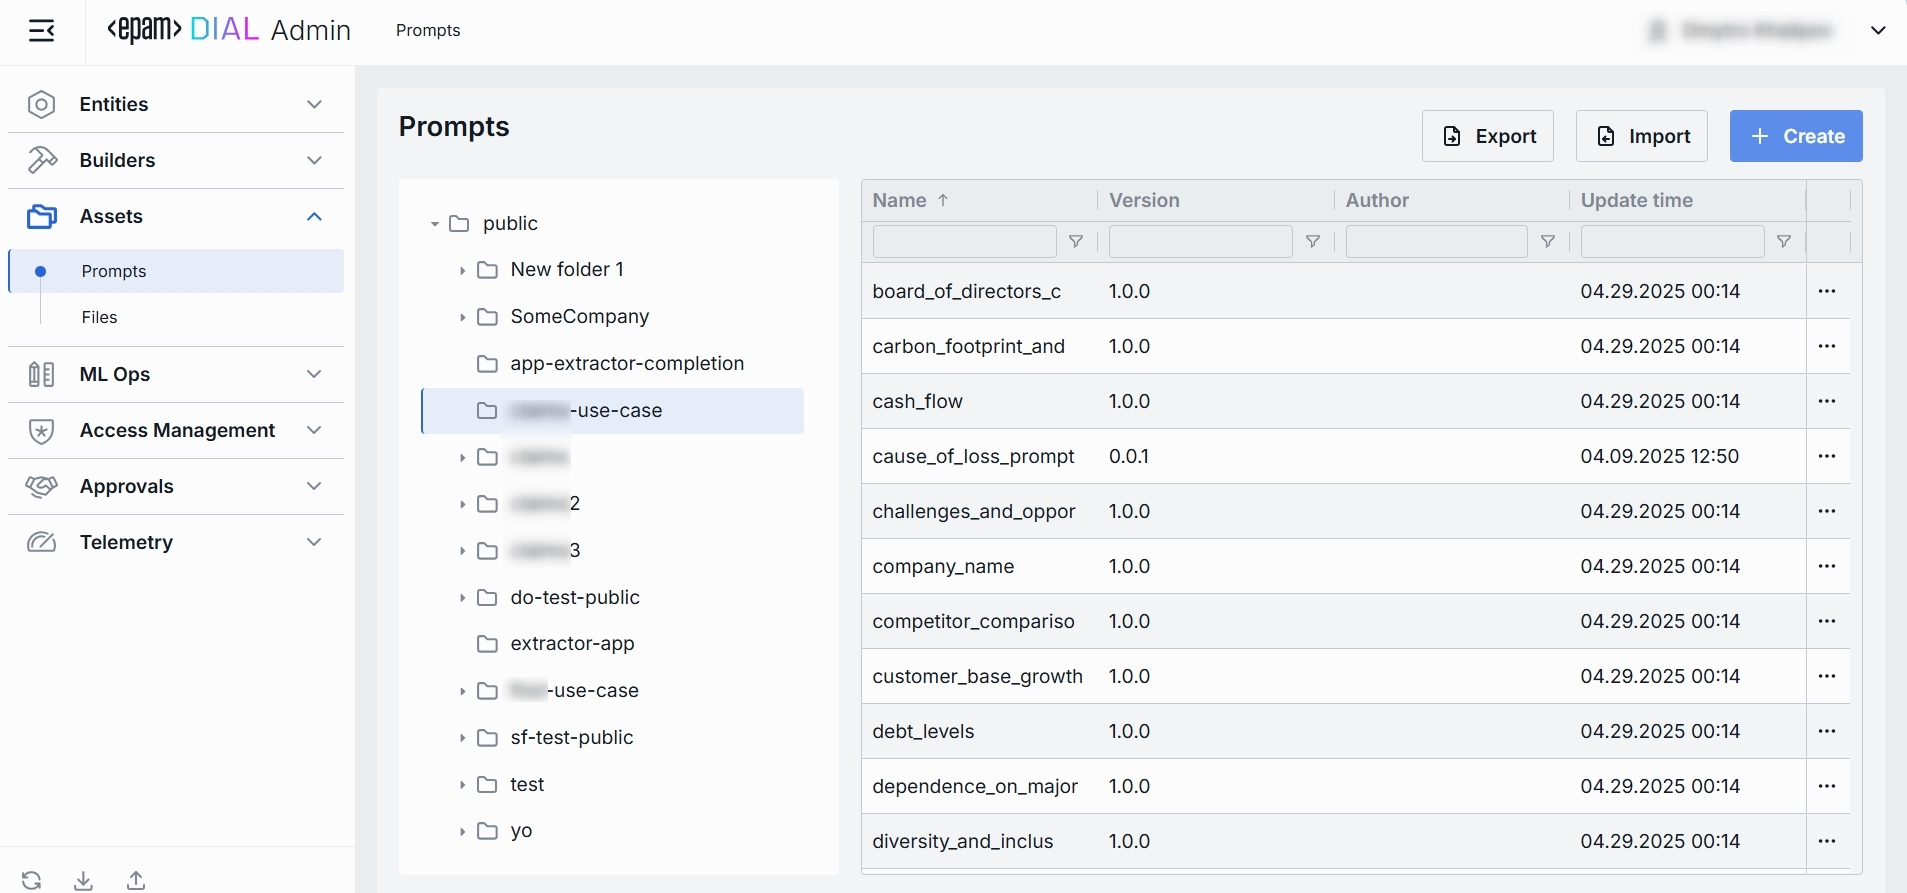 <epam> DIAL Admin
Prompts
Entities
Builders
Assets
Prompts
Files
ML Ops
Access Management
Approvals
Telemetry
Prompts
Export
Import
Create
public
New folder 1
SomeCompany
app-extractor-completion
-use-case
2
3
do-test-public
extractor-app
-use-case
sf-test-public
test
yo
Name Version Author Update time
board_of_directors_c 1.0.0 04.29.2025 00:14
carbon_footprint_and 1.0.0 04.29.2025 00:14
cash_flow 1.0.0 04.29.2025 00:14
cause_of_loss_prompt 0.0.1 04.09.2025 12:50
challenges_and_oppor 1.0.0 04.29.2025 00:14
company_name 1.0.0 04.29.2025 00:14
competitor_compariso 1.0.0 04.29.2025 00:14
customer_base_growth 1.0.0 04.29.2025 00:14
debt_levels 1.0.0 04.29.2025 00:14
dependence_on_major 1.0.0 04.29.2025 00:14
diversity_and_inclus 1.0.0 04.29.2025 00:14